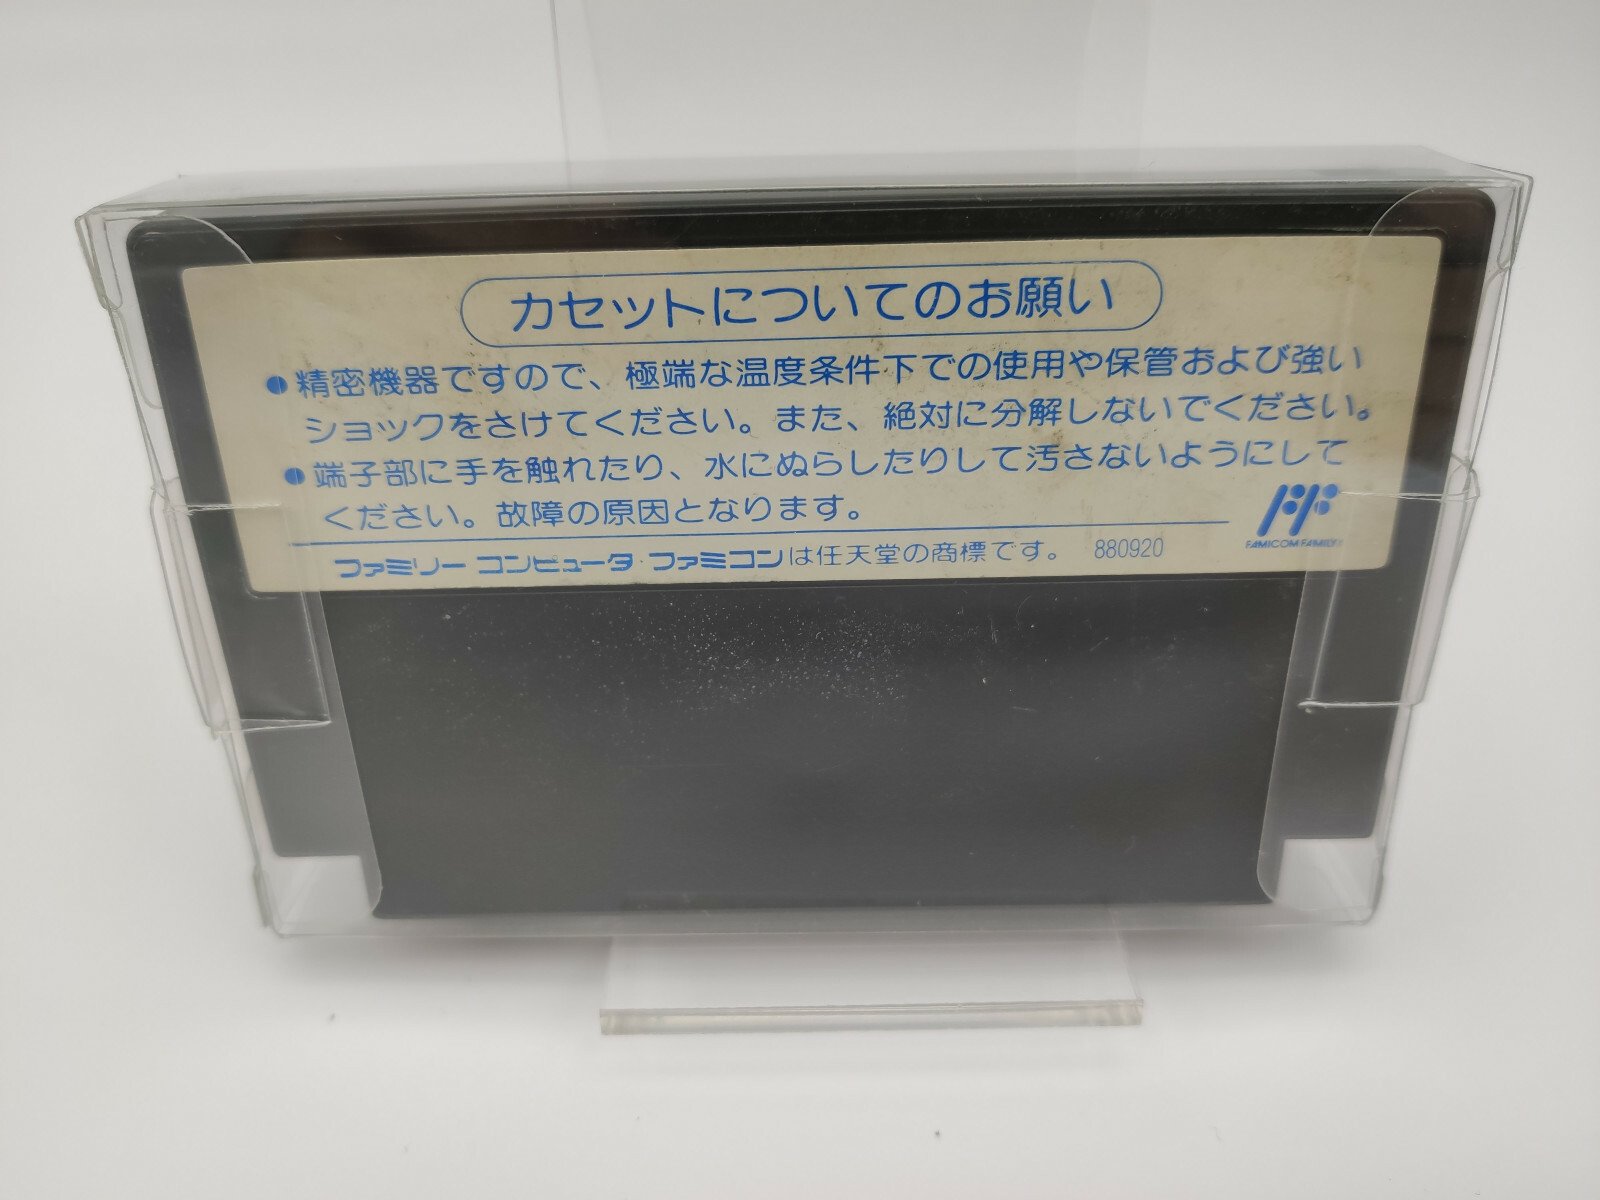 カセットについてのお願い
●精密機器ですので、極端な温度条件下での使用や保管および強い
ショックをさけてください。また、絶対に分解しないでください。
●端子部に手を触れたり、水にぬらしたりして汚さないようにして
ください。故障の原因となります。
FF
FAMICOM FAMILY
ファミリーコンピュータ・ファミコンは任天堂の商標です。 880920